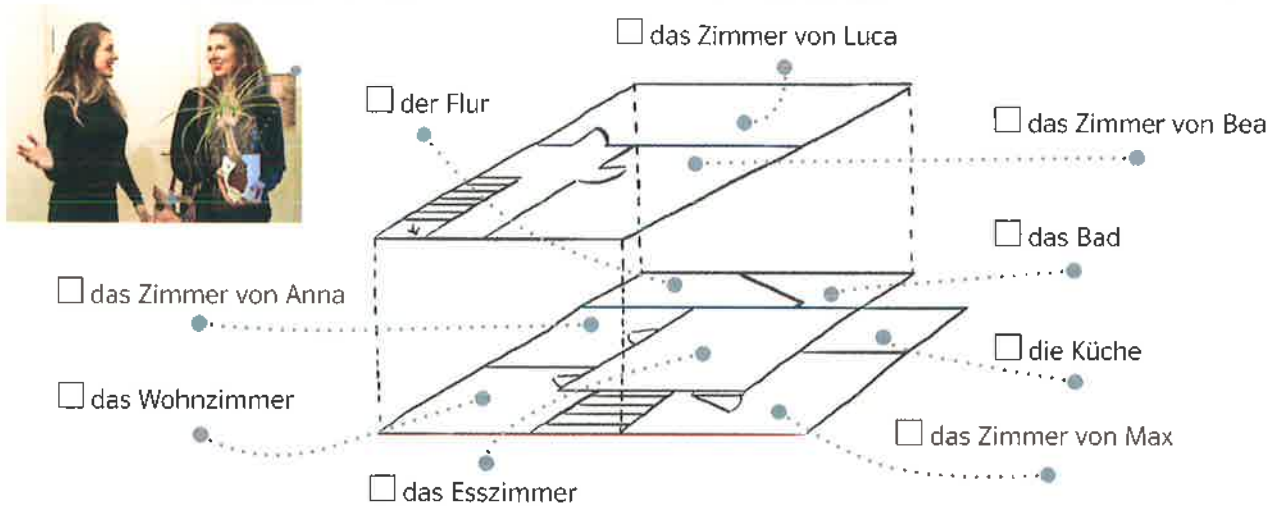 ☐ das Zimmer von Luca
☐ der Flur
☐ das Zimmer von Bea
☐ das Bad
☐ das Zimmer von Anna
☐ die Küche
☐ das Wohnzimmer
☐ das Zimmer von Max
☐ das Esszimmer